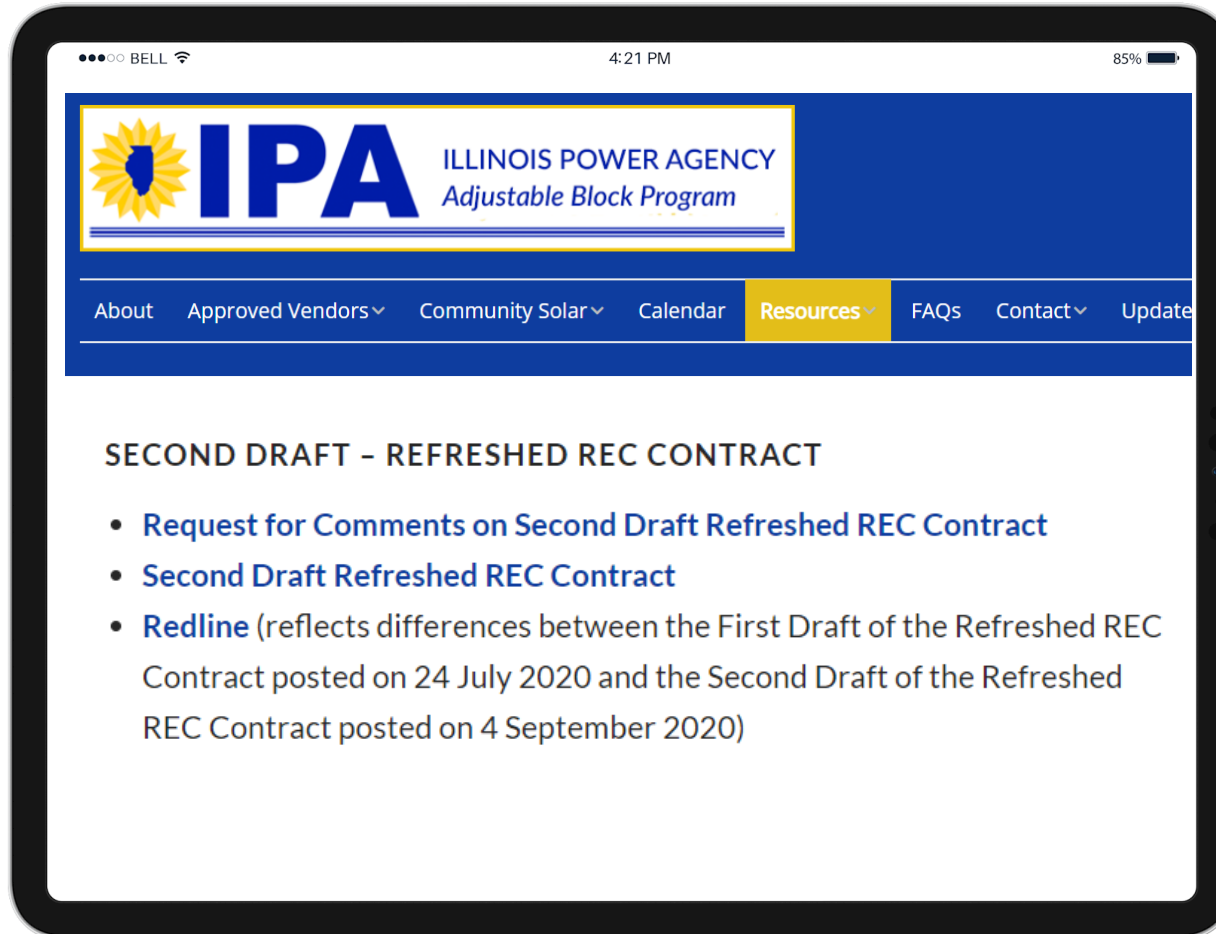 BELL 4:21 PM 85%
IPA ILLINOIS POWER AGENCY
Adjustable Block Program
About Approved Vendors Community Solar Calendar Resources FAQs Contact Update
SECOND DRAFT – REFRESHED REC CONTRACT
• Request for Comments on Second Draft Refreshed REC Contract
• Second Draft Refreshed REC Contract
• Redline (reflects differences between the First Draft of the Refreshed REC
Contract posted on 24 July 2020 and the Second Draft of the Refreshed
REC Contract posted on 4 September 2020)